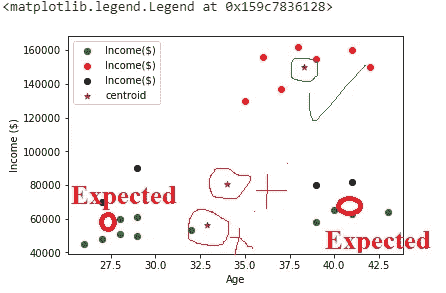 <matplotlib.legend.Legend at 0x159c7836128>
Income($)
Income($)
Income($)
centroid
Income ($)
160000
140000
120000
100000
80000
60000
40000
Expected
Expected
27.5
30.0
32.5
35.0
37.5
40.0
42.5
Age